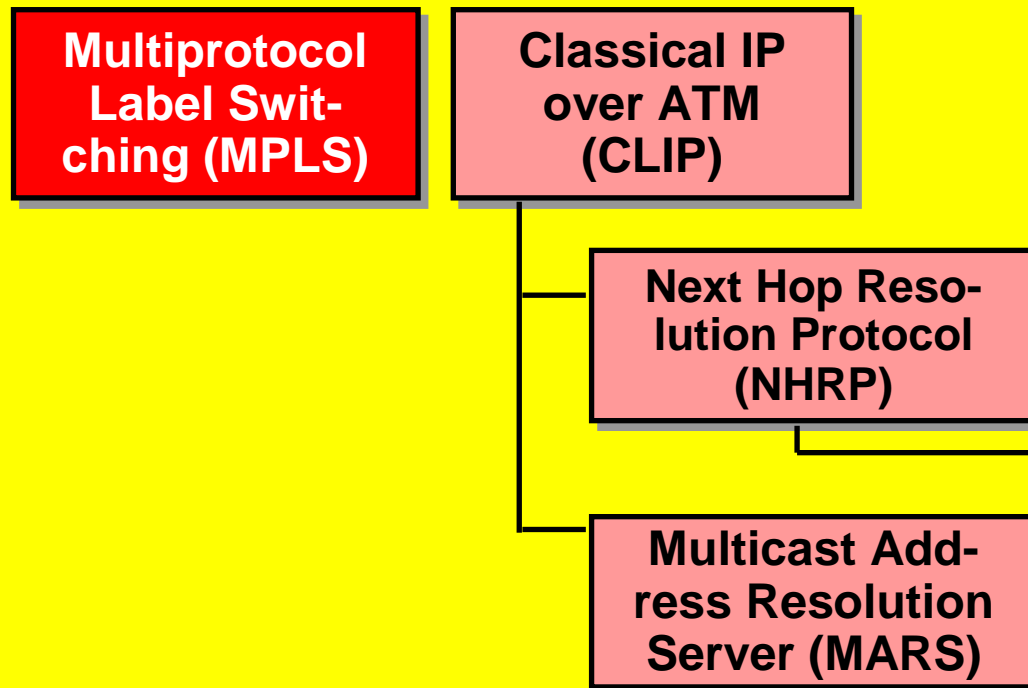 Multiprotocol
Label Swit-
ching (MPLS)
Classical IP
over ATM
(CLIP)
Next Hop Reso-
lution Protocol
(NHRP)
Multicast Add-
ress Resolution
Server (MARS)